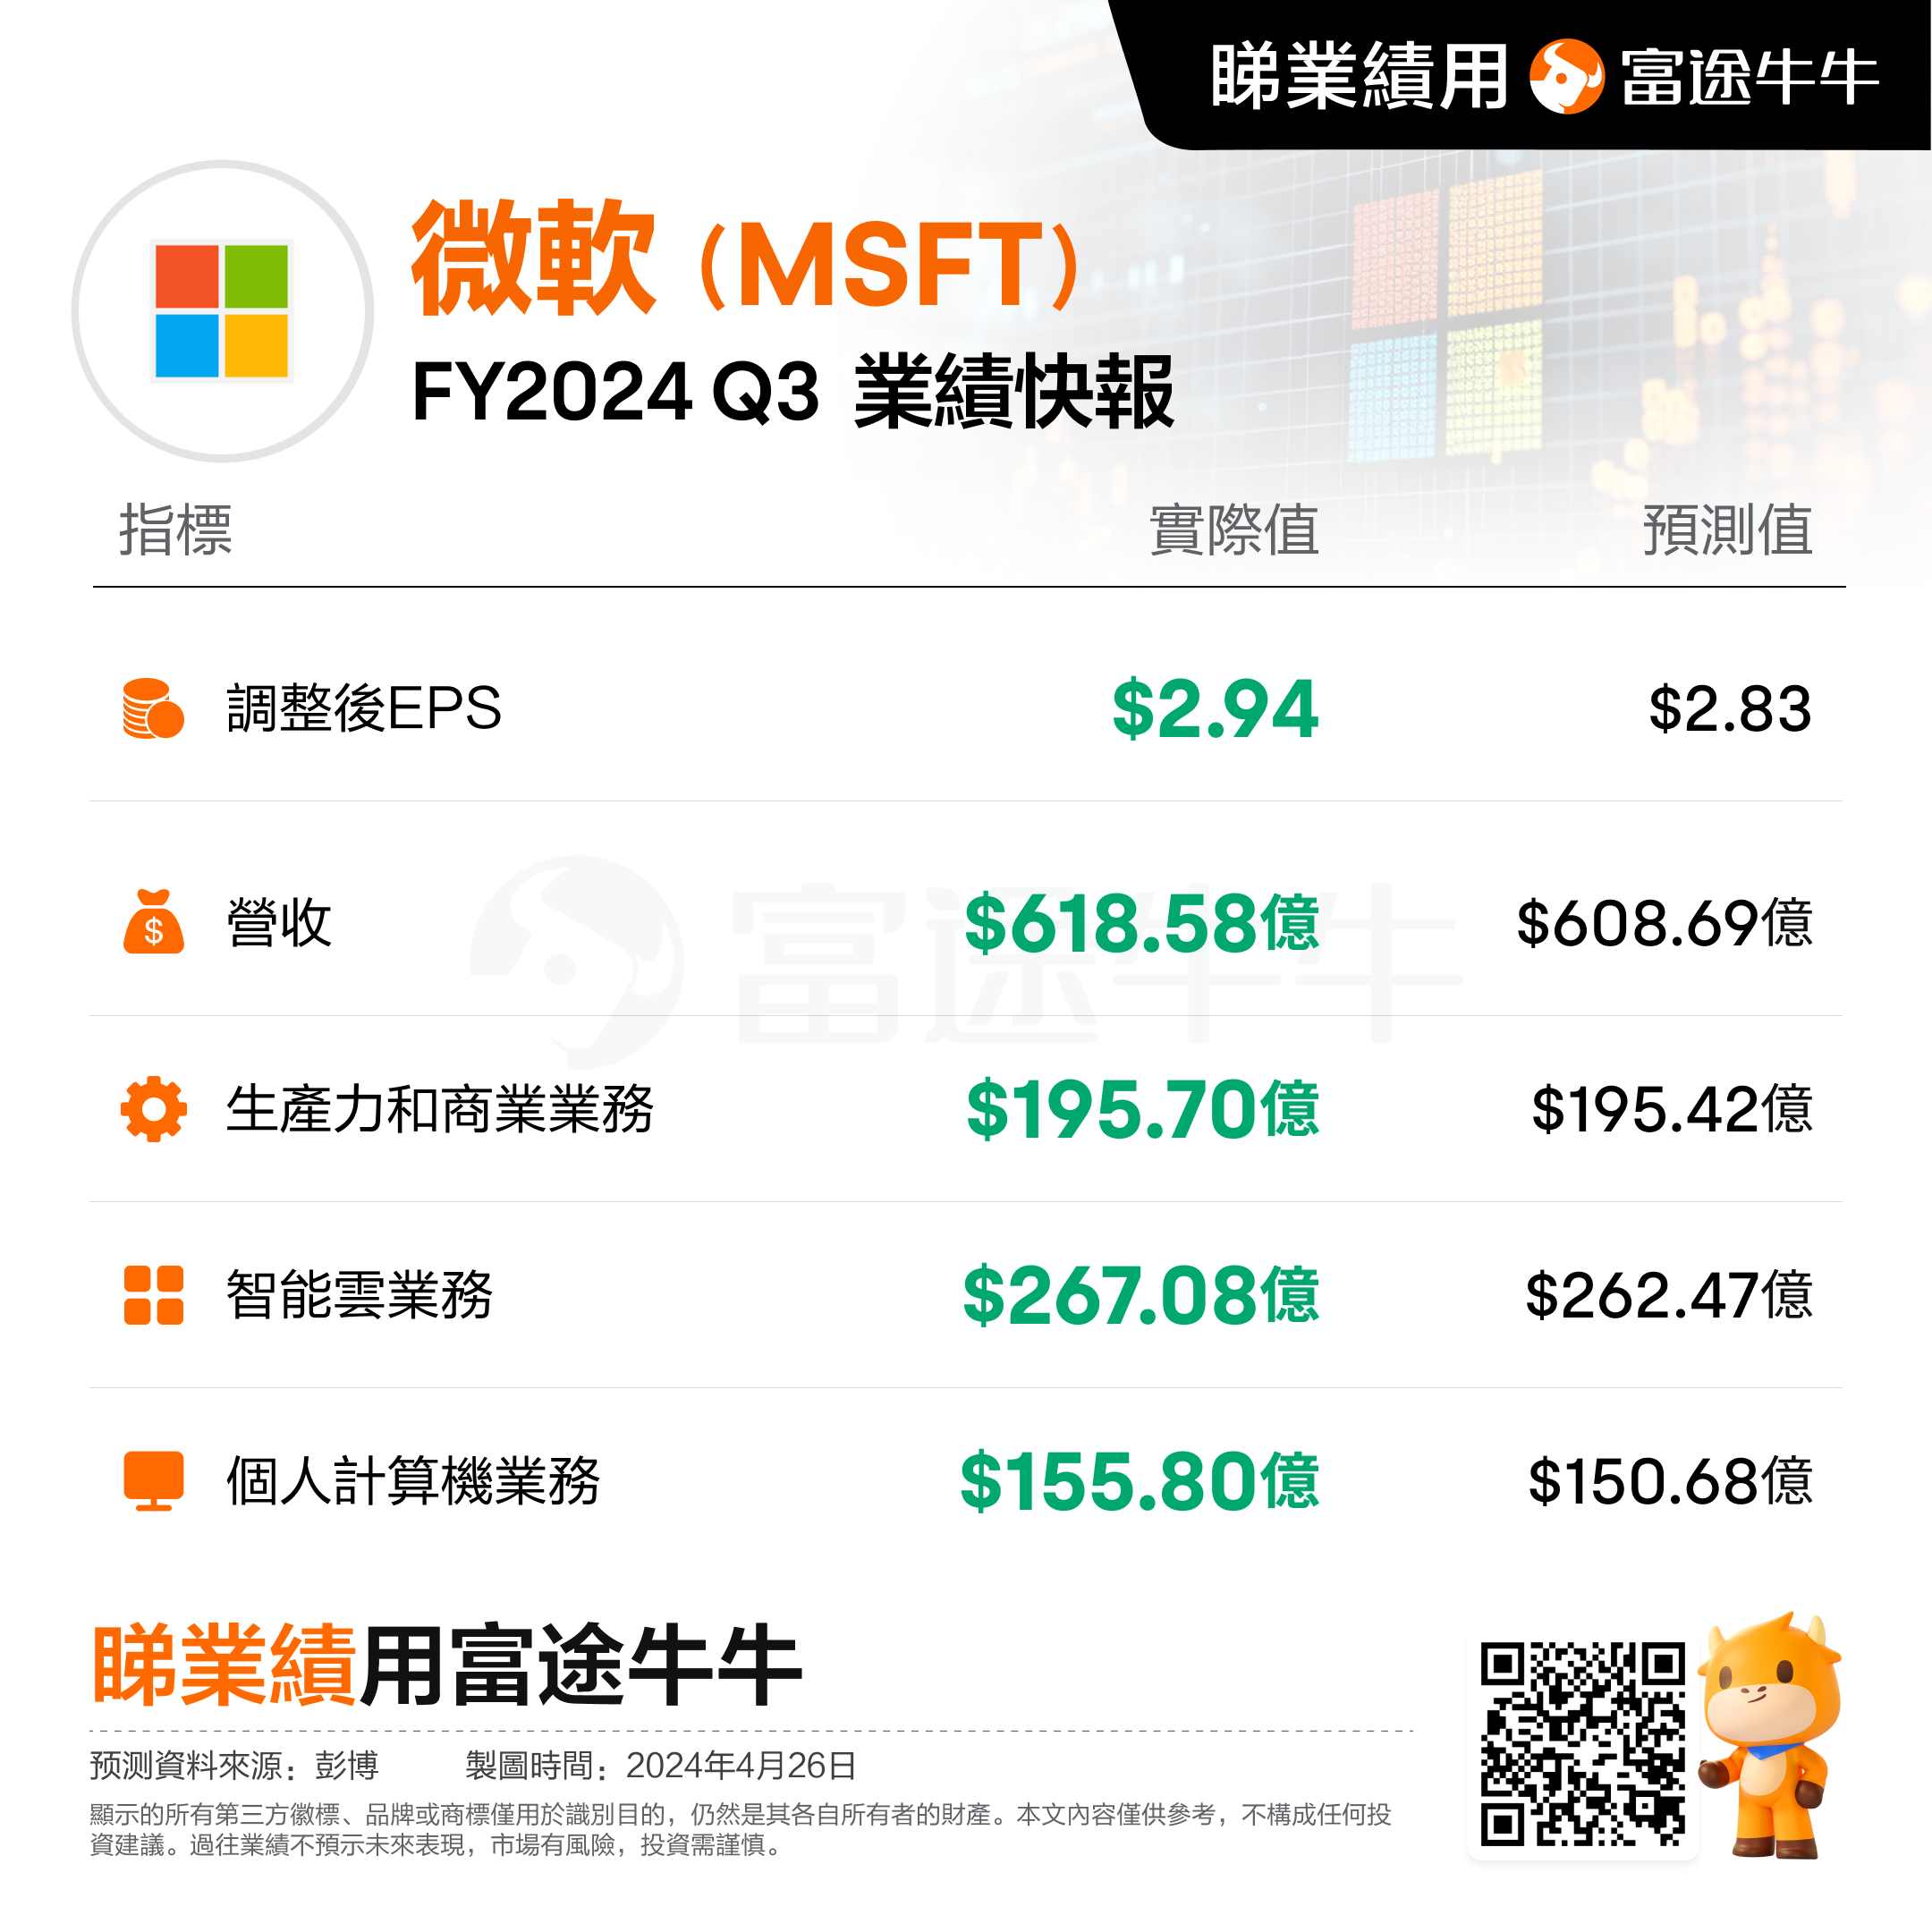 睇業績用 富途牛牛
微軟（MSFT）
FY2024 Q3 業績快報
指標 實際值 預測值
調整後EPS $2.94 $2.83
營收 $618.58億 $608.69億
富途牛牛
生產力和商業業務 $195.70億 $195.42億
智能雲業務 $267.08億 $262.47億
個人計算機業務 $155.80億 $150.68億
睇業績用富途牛牛
预测資料來源：彭博 製圖時間：2024年4月26日
顯示的所有第三方徽標、品牌或商標僅用於識別目的，仍然是其各自所有者的財產。本文內容僅供參考，不構成任何投
資建議。過往業績不預示未來表現，市場有風險，投資需謹慎。